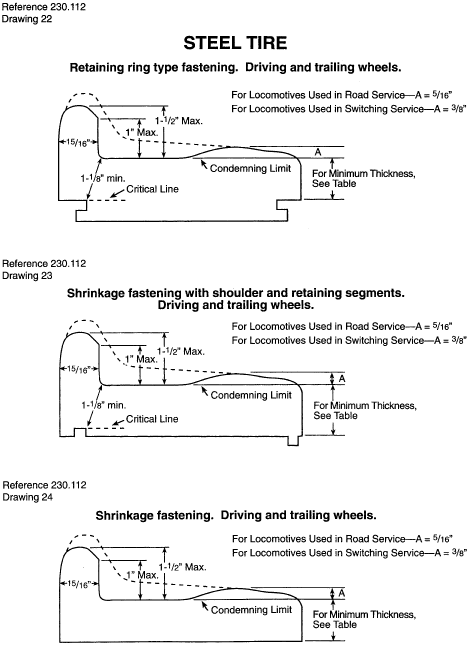 Reference 230.112
Drawing 22
STEEL TIRE
Retaining ring type fastening. Driving and trailing wheels.
For Locomotives Used in Road Service—A = 5/16"
For Locomotives Used in Switching Service—A = 3/8"
1-1/2" Max.
1" Max.
15/16"
A
Condemning Limit
1-1/8" min.
Critical Line
For Minimum Thickness,
See Table
Reference 230.112
Drawing 23
Shrinkage fastening with shoulder and retaining segments.
Driving and trailing wheels.
For Locomotives Used in Road Service—A = 5/16"
For Locomotives Used in Switching Service—A = 3/8"
1-1/2" Max.
1" Max.
15/16"
A
Condemning Limit
1-1/8" min.
Critical Line
For Minimum Thickness,
See Table
Reference 230.112
Drawing 24
Shrinkage fastening. Driving and trailing wheels.
For Locomotives Used in Road Service—A = 5/16"
For Locomotives Used in Switching Service—A = 3/8"
1-1/2" Max.
1" Max.
15/16"
A
Condemning Limit
For Minimum Thickness,
See Table